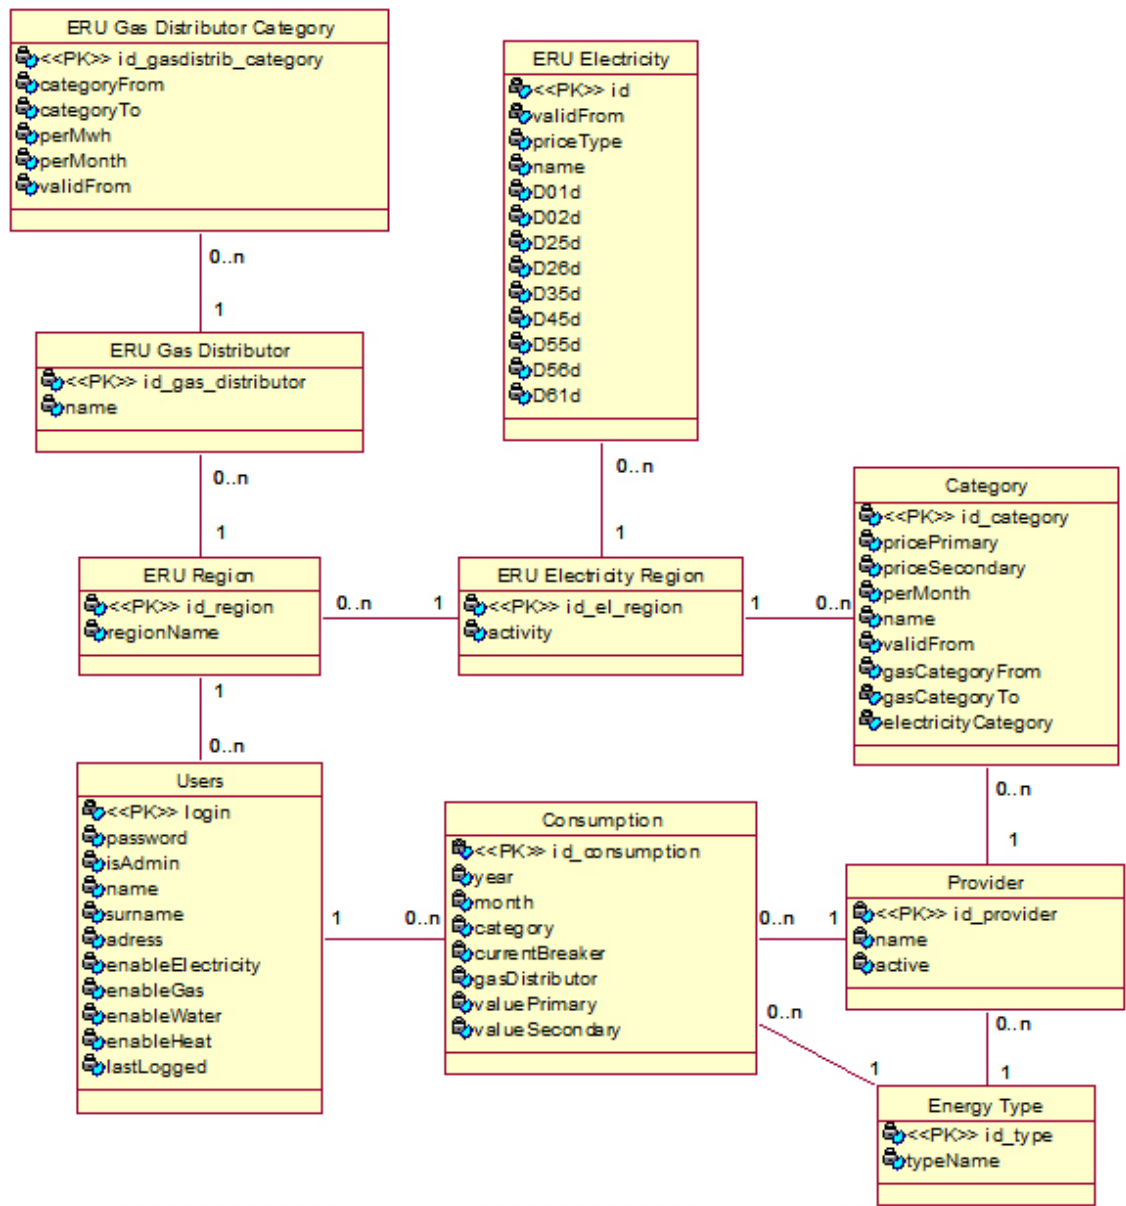 ERU Gas Distributor Category
<<PK>> id_gasdistrib_category
categoryFrom
categoryTo
perMwh
perMonth
validFrom
0..n
1
ERU Gas Distributor
<<PK>> id_gas_distributor
name
0..n
1
ERU Electricity
<<PK>> id
validFrom
priceType
name
D01d
D02d
D25d
D26d
D35d
D45d
D55d
D56d
D61d
0..n
1
ERU Region
<<PK>> id_region
regionName
0..n
1
ERU Electricity Region
<<PK>> id_el_region
activity
1
0..n
Category
<<PK>> id_category
pricePrimary
priceSecondary
perMonth
name
validFrom
gasCategoryFrom
gasCategoryTo
electricityCategory
1
0..n
Users
<<PK>> login
password
isAdmin
name
surname
adress
enableElectricity
enableGas
enableWater
enableHeat
lastLogged
1
0..n
Consumption
<<PK>> id_consumption
year
month
category
currentBreaker
gasDistributor
valuePrimary
valueSecondary
0..n
1
0..n
1
Provider
<<PK>> id_provider
name
active
0..n
1
0..n
1
Energy Type
<<PK>> id_type
typeName